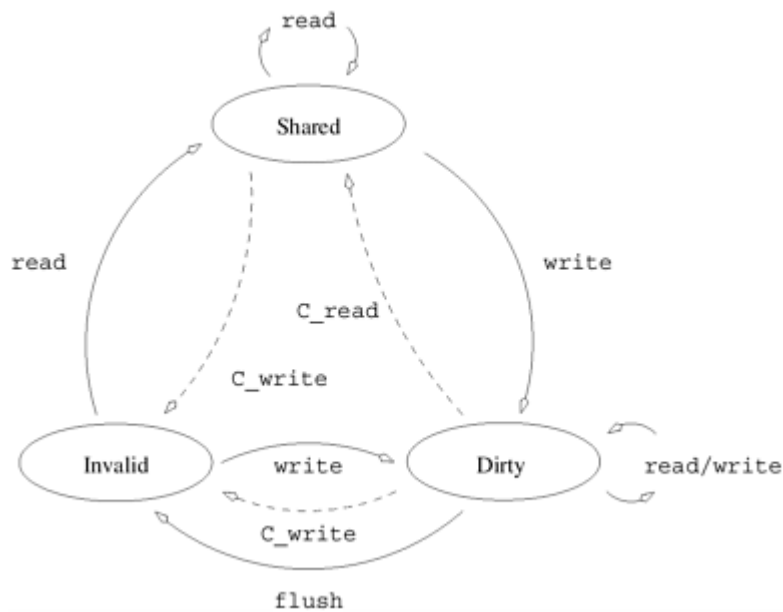 read
Shared
read
write
C_read
C_write
Invalid
write
Dirty
read/write
C_write
flush